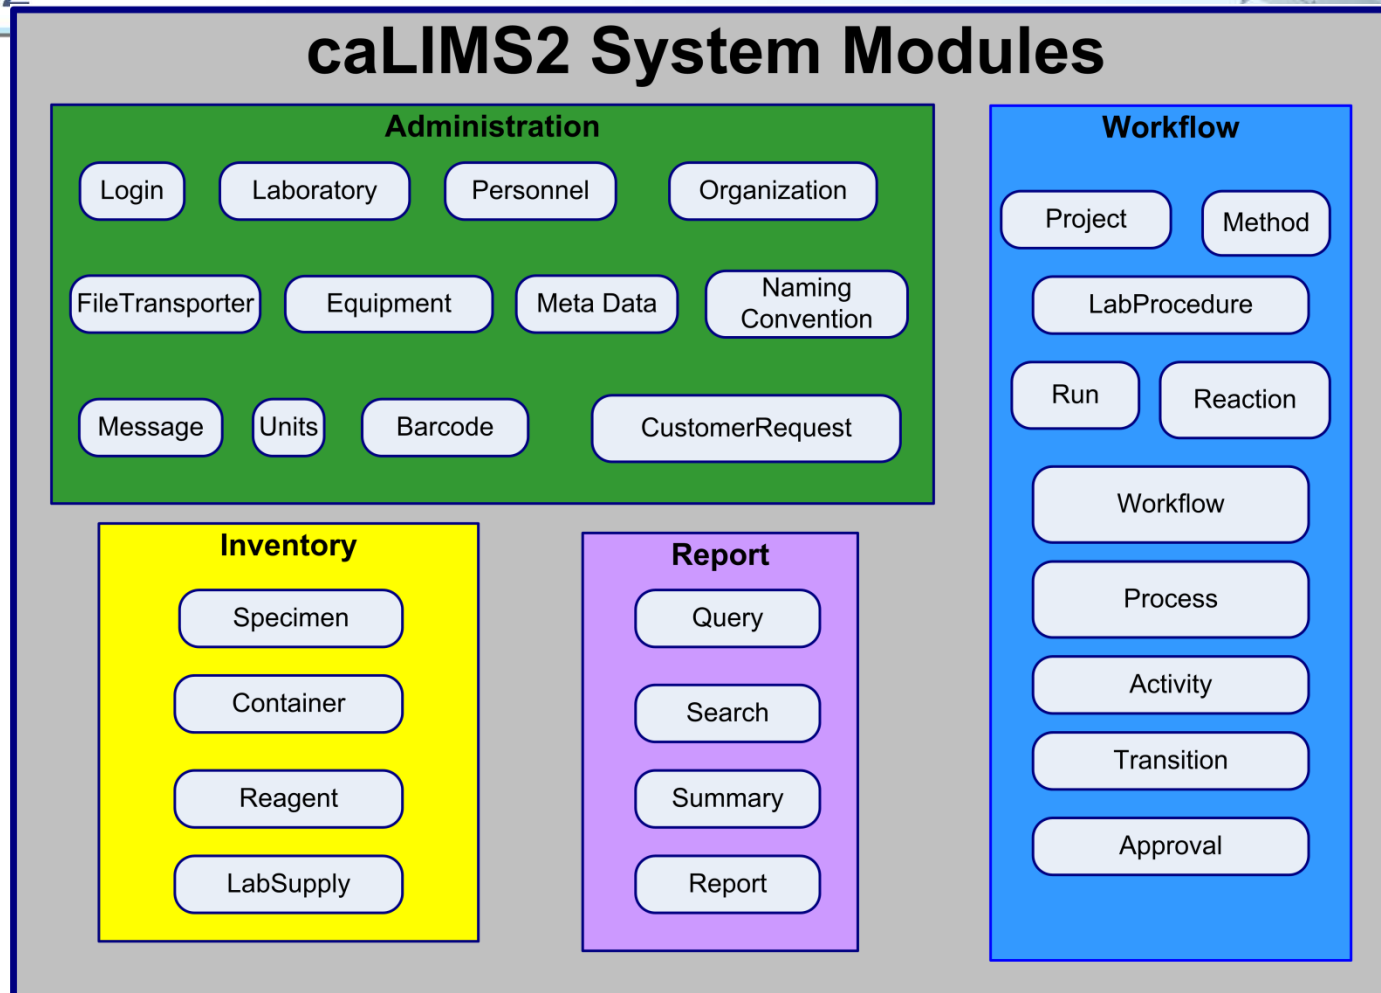 caLIMS2 System Modules
Administration
Login
Laboratory
Personnel
Organization
FileTransporter
Equipment
Meta Data
Naming
Convention
Message
Units
Barcode
CustomerRequest
Inventory
Specimen
Container
Reagent
LabSupply
Report
Query
Search
Summary
Report
Workflow
Project
Method
LabProcedure
Run
Reaction
Workflow
Process
Activity
Transition
Approval